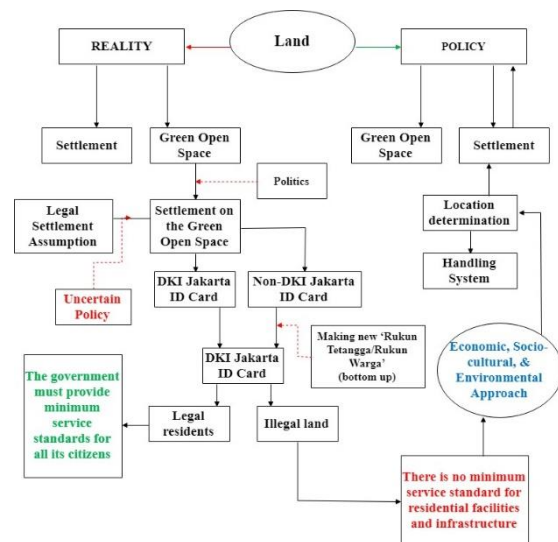 Land
REALITY
POLICY
Settlement
Green Open
Space
Green Open
Space
Settlement
Politics
Legal
Settlement
Assumption
Settlement on
the Green
Open Space
Location
determination
Handling
System
Uncertain
Policy
DKI Jakarta
ID Card
Non-DKI Jakarta
ID Card
Making new ‘Rukun
Tetangga/Rukun
Warga’
(bottom up)
Economic, Socio-
cultural, &
Environmental
Approach
DKI Jakarta
ID Card
The government
must provide
minimum
service
standards for
all its citizens
Legal
residents
Illegal land
There is no minimum
service standard for
residential facilities
and infrastructure